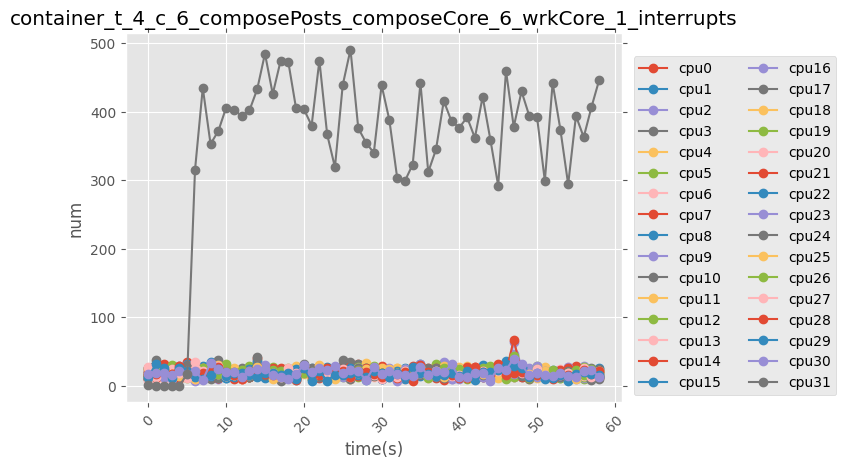 container_t_4_c_6_composePosts_composeCore_6_wrkCore_1_interrupts
500
400
300
200
100
0
num
0 10 20 30 40 50 60
time(s)
cpu0 cpu16
cpu1 cpu17
cpu2 cpu18
cpu3 cpu19
cpu4 cpu20
cpu5 cpu21
cpu6 cpu22
cpu7 cpu23
cpu8 cpu24
cpu9 cpu25
cpu10 cpu26
cpu11 cpu27
cpu12 cpu28
cpu13 cpu29
cpu14 cpu30
cpu15 cpu31